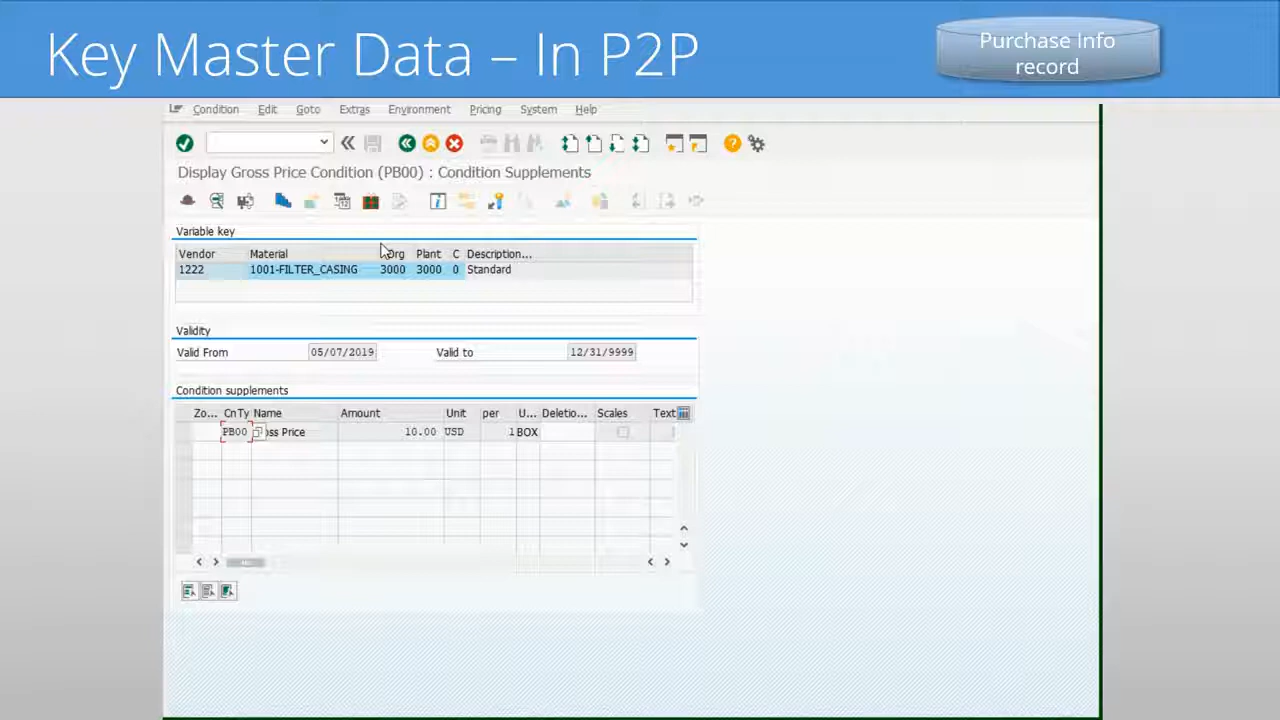 Key Master Data – In P2P
Purchase Info
record
Condition Edit Goto Extras Environment Pricing System Help
Display Gross Price Condition (PB00) : Condition Supplements
Variable key
Vendor Material Org Plant C Description...
1222 1001-FILTER_CASING 3000 3000 0 Standard
Validity
Valid From 05/07/2019 Valid to 12/31/9999
Condition supplements
Zo... CnTy Name Amount Unit per U... Deletio... Scales Text
PB00 oss Price 10.00 USD 1 BOX